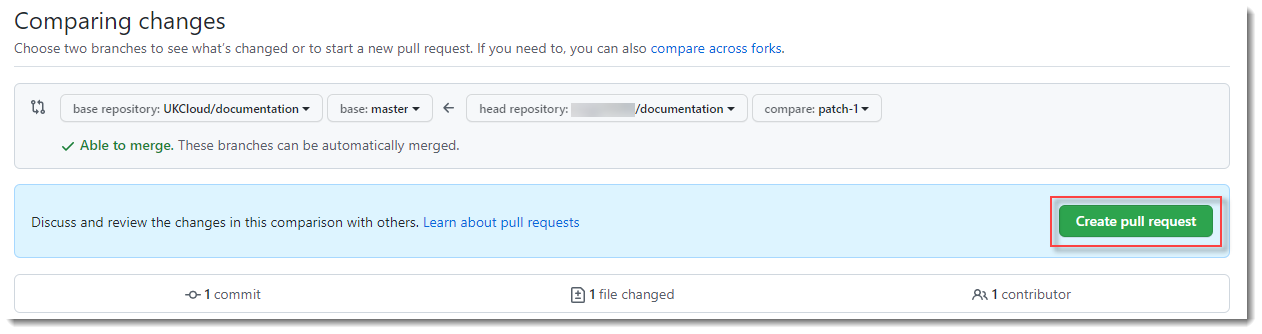 Comparing changes
Choose two branches to see what's changed or to start a new pull request. If you need to, you can also compare across forks.
base repository: UKCloud/documentation base: master head repository: /documentation compare: patch-1
Able to merge. These branches can be automatically merged.
Discuss and review the changes in this comparison with others. Learn about pull requests
Create pull request
1 commit
1 file changed
1 contributor